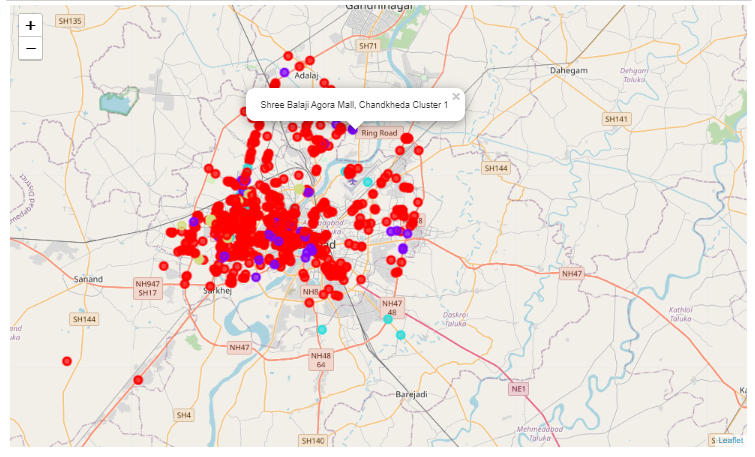 Gandhinagar
+
−
SH135
SH71
Adalaj
Dahegam
Dehgam
Taluka
×
Shree Balaji Agora Mall, Chandkheda Cluster 1
SH141
Ring Road
SH144
Sanand
NH947
SH17
Sarkhej
NH8
NH47
48
NH47
Kathlol
Taluka
SH144
Daskroi
Taluka
NH47
NH48
64
NE1
Barejadi
SH4
Mehmedabad
Taluka
SH140
Leaflet